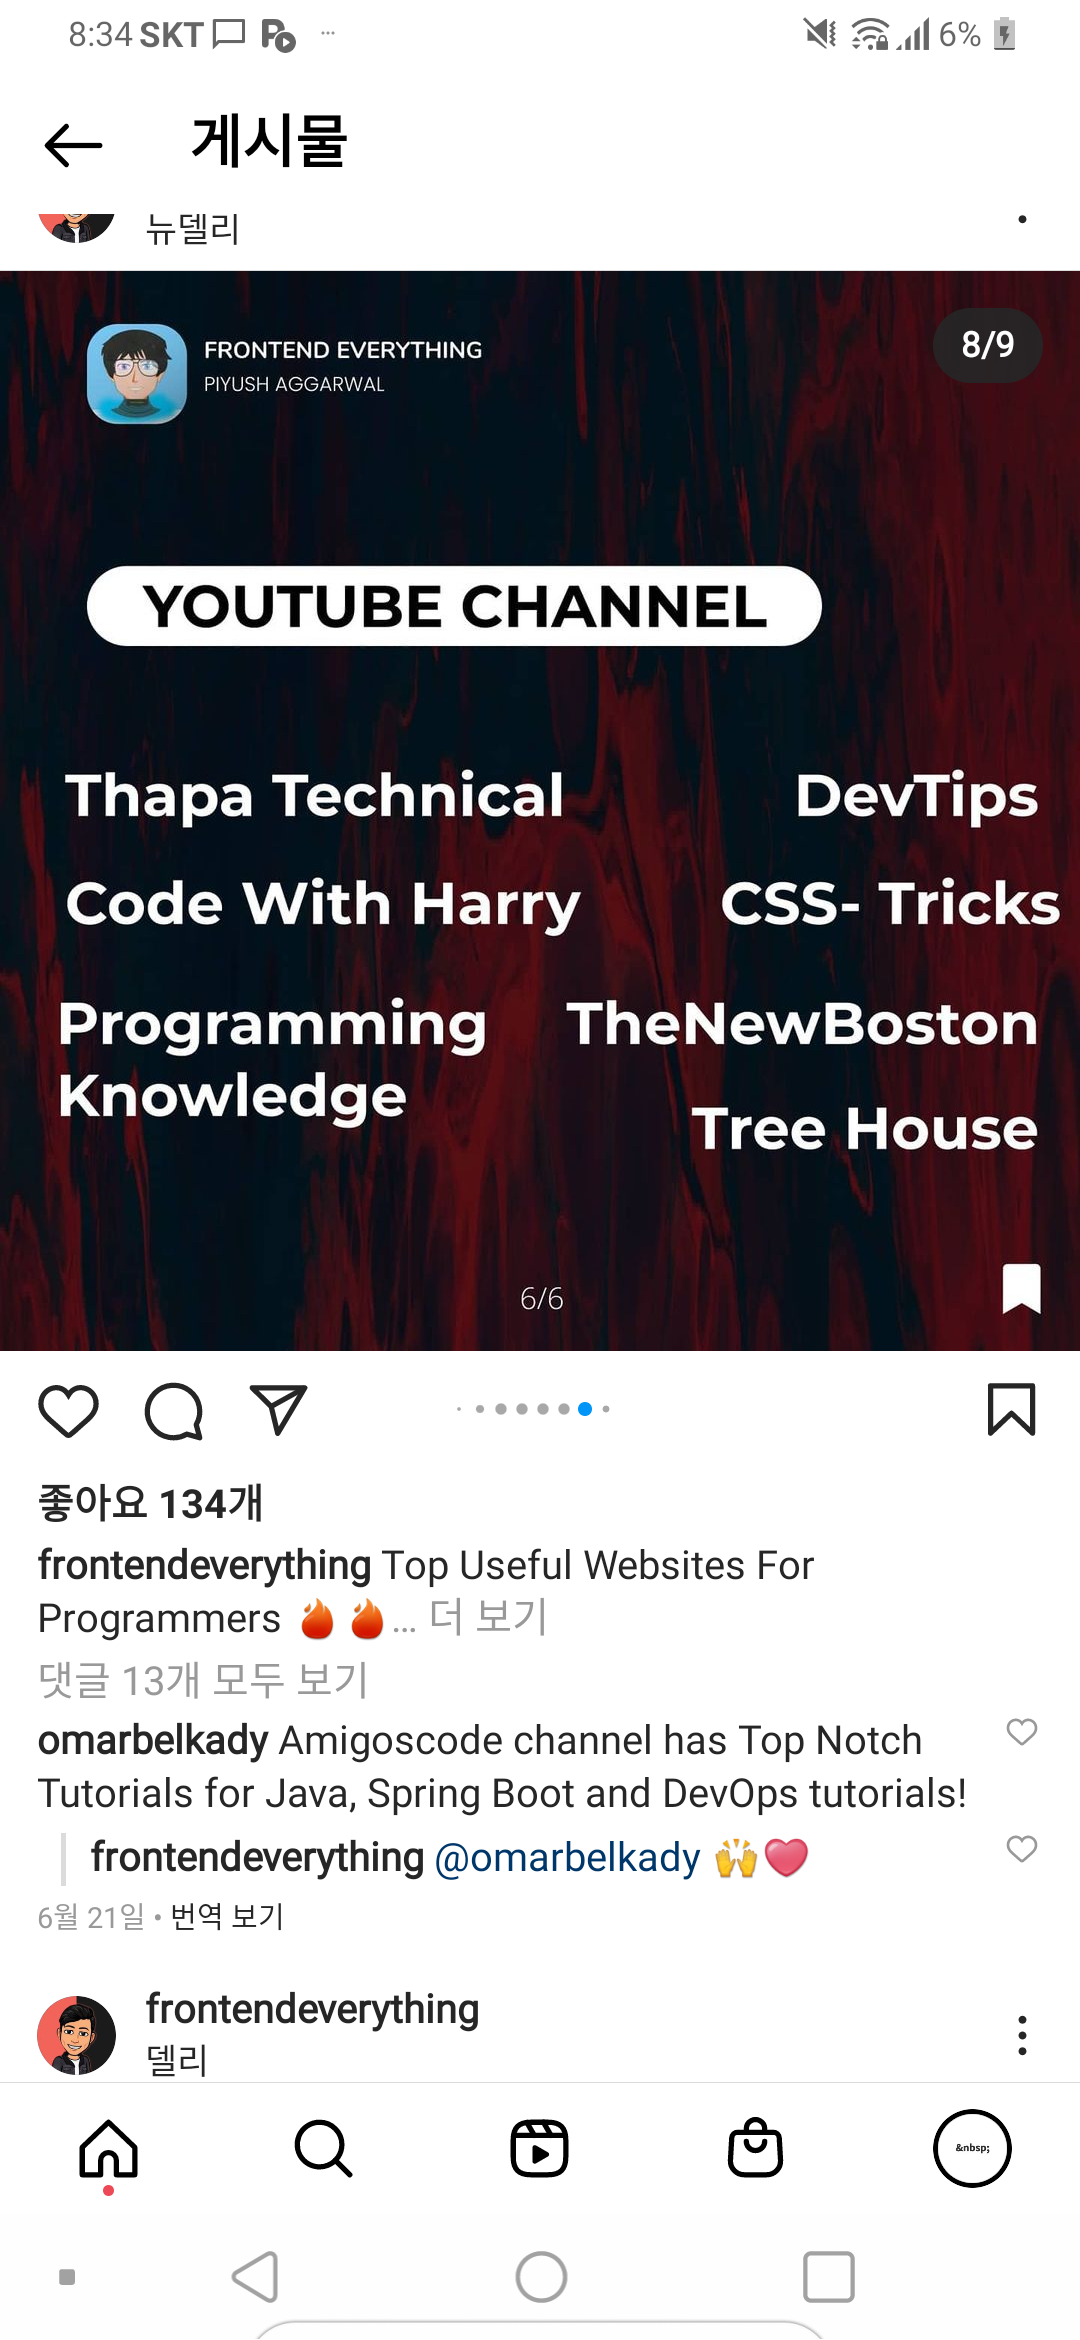 8:34 SKT
6%
게시물
뉴델리
FRONTEND EVERYTHING
PIYUSH AGGARWAL
8/9
YOUTUBE CHANNEL
Thapa Technical
DevTips
Code With Harry
CSS- Tricks
Programming
Knowledge
TheNewBoston
Tree House
6/6
좋아요 134개
frontendeverything Top Useful Websites For
Programmers 🔥🔥... 더 보기
댓글 13개 모두 보기
omarbelkady Amigoscode channel has Top Notch
Tutorials for Java, Spring Boot and DevOps tutorials!
frontendeverything @omarbelkady 🙌❤️
6월 21일 • 번역 보기
frontendeverything
델리
&nbsp;